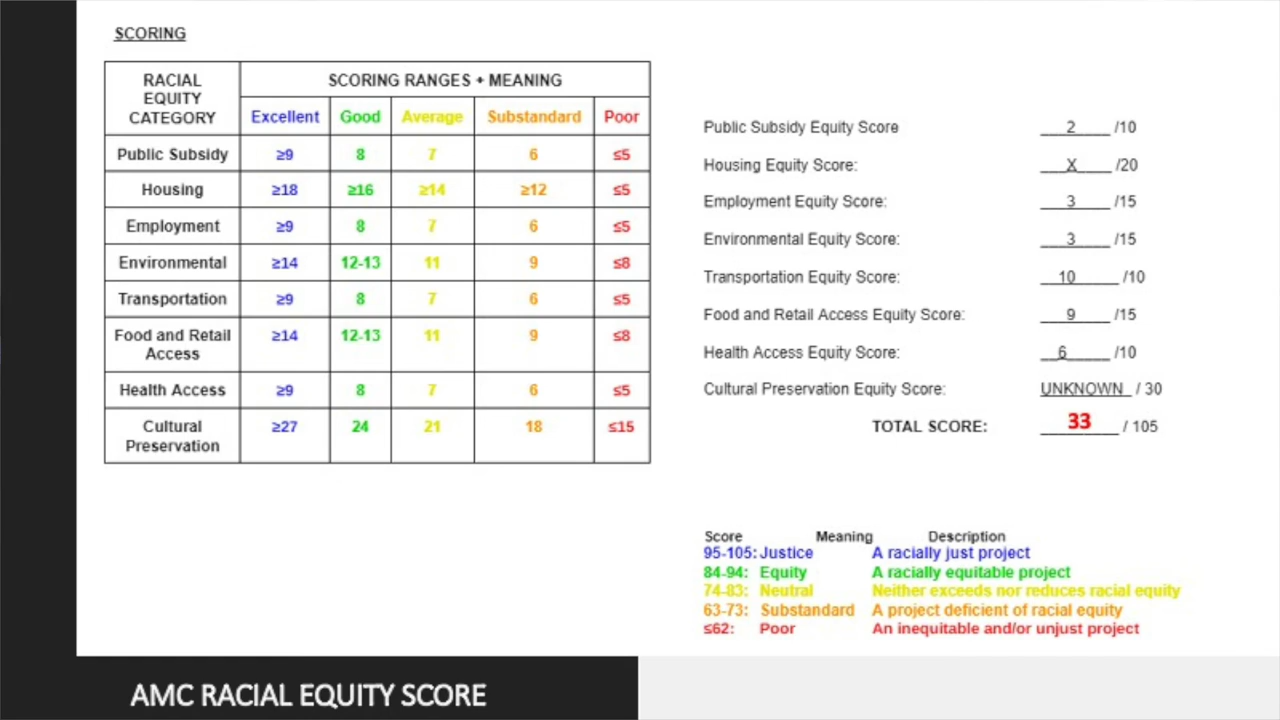 SCORING
RACIAL EQUITY CATEGORY SCORING RANGES + MEANING
Excellent Good Average Substandard Poor
Public Subsidy ≥9 8 7 6 ≤5
Housing ≥18 ≥16 ≥14 ≥12 ≤5
Employment ≥9 8 7 6 ≤5
Environmental ≥14 12-13 11 9 ≤8
Transportation ≥9 8 7 6 ≤5
Food and Retail Access ≥14 12-13 11 9 ≤8
Health Access ≥9 8 7 6 ≤5
Cultural Preservation ≥27 24 21 18 ≤15
Public Subsidy Equity Score 2 /10
Housing Equity Score: X /20
Employment Equity Score: 3 /15
Environmental Equity Score: 3 /15
Transportation Equity Score: 10 /10
Food and Retail Access Equity Score: 9 /15
Health Access Equity Score: 6 /10
Cultural Preservation Equity Score: UNKNOWN / 30
TOTAL SCORE: 33 / 105
Score Meaning Description
95-105: Justice A racially just project
84-94: Equity A racially equitable project
74-83: Neutral Neither exceeds nor reduces racial equity
63-73: Substandard A project deficient of racial equity
≤62: Poor An inequitable and/or unjust project
AMC RACIAL EQUITY SCORE